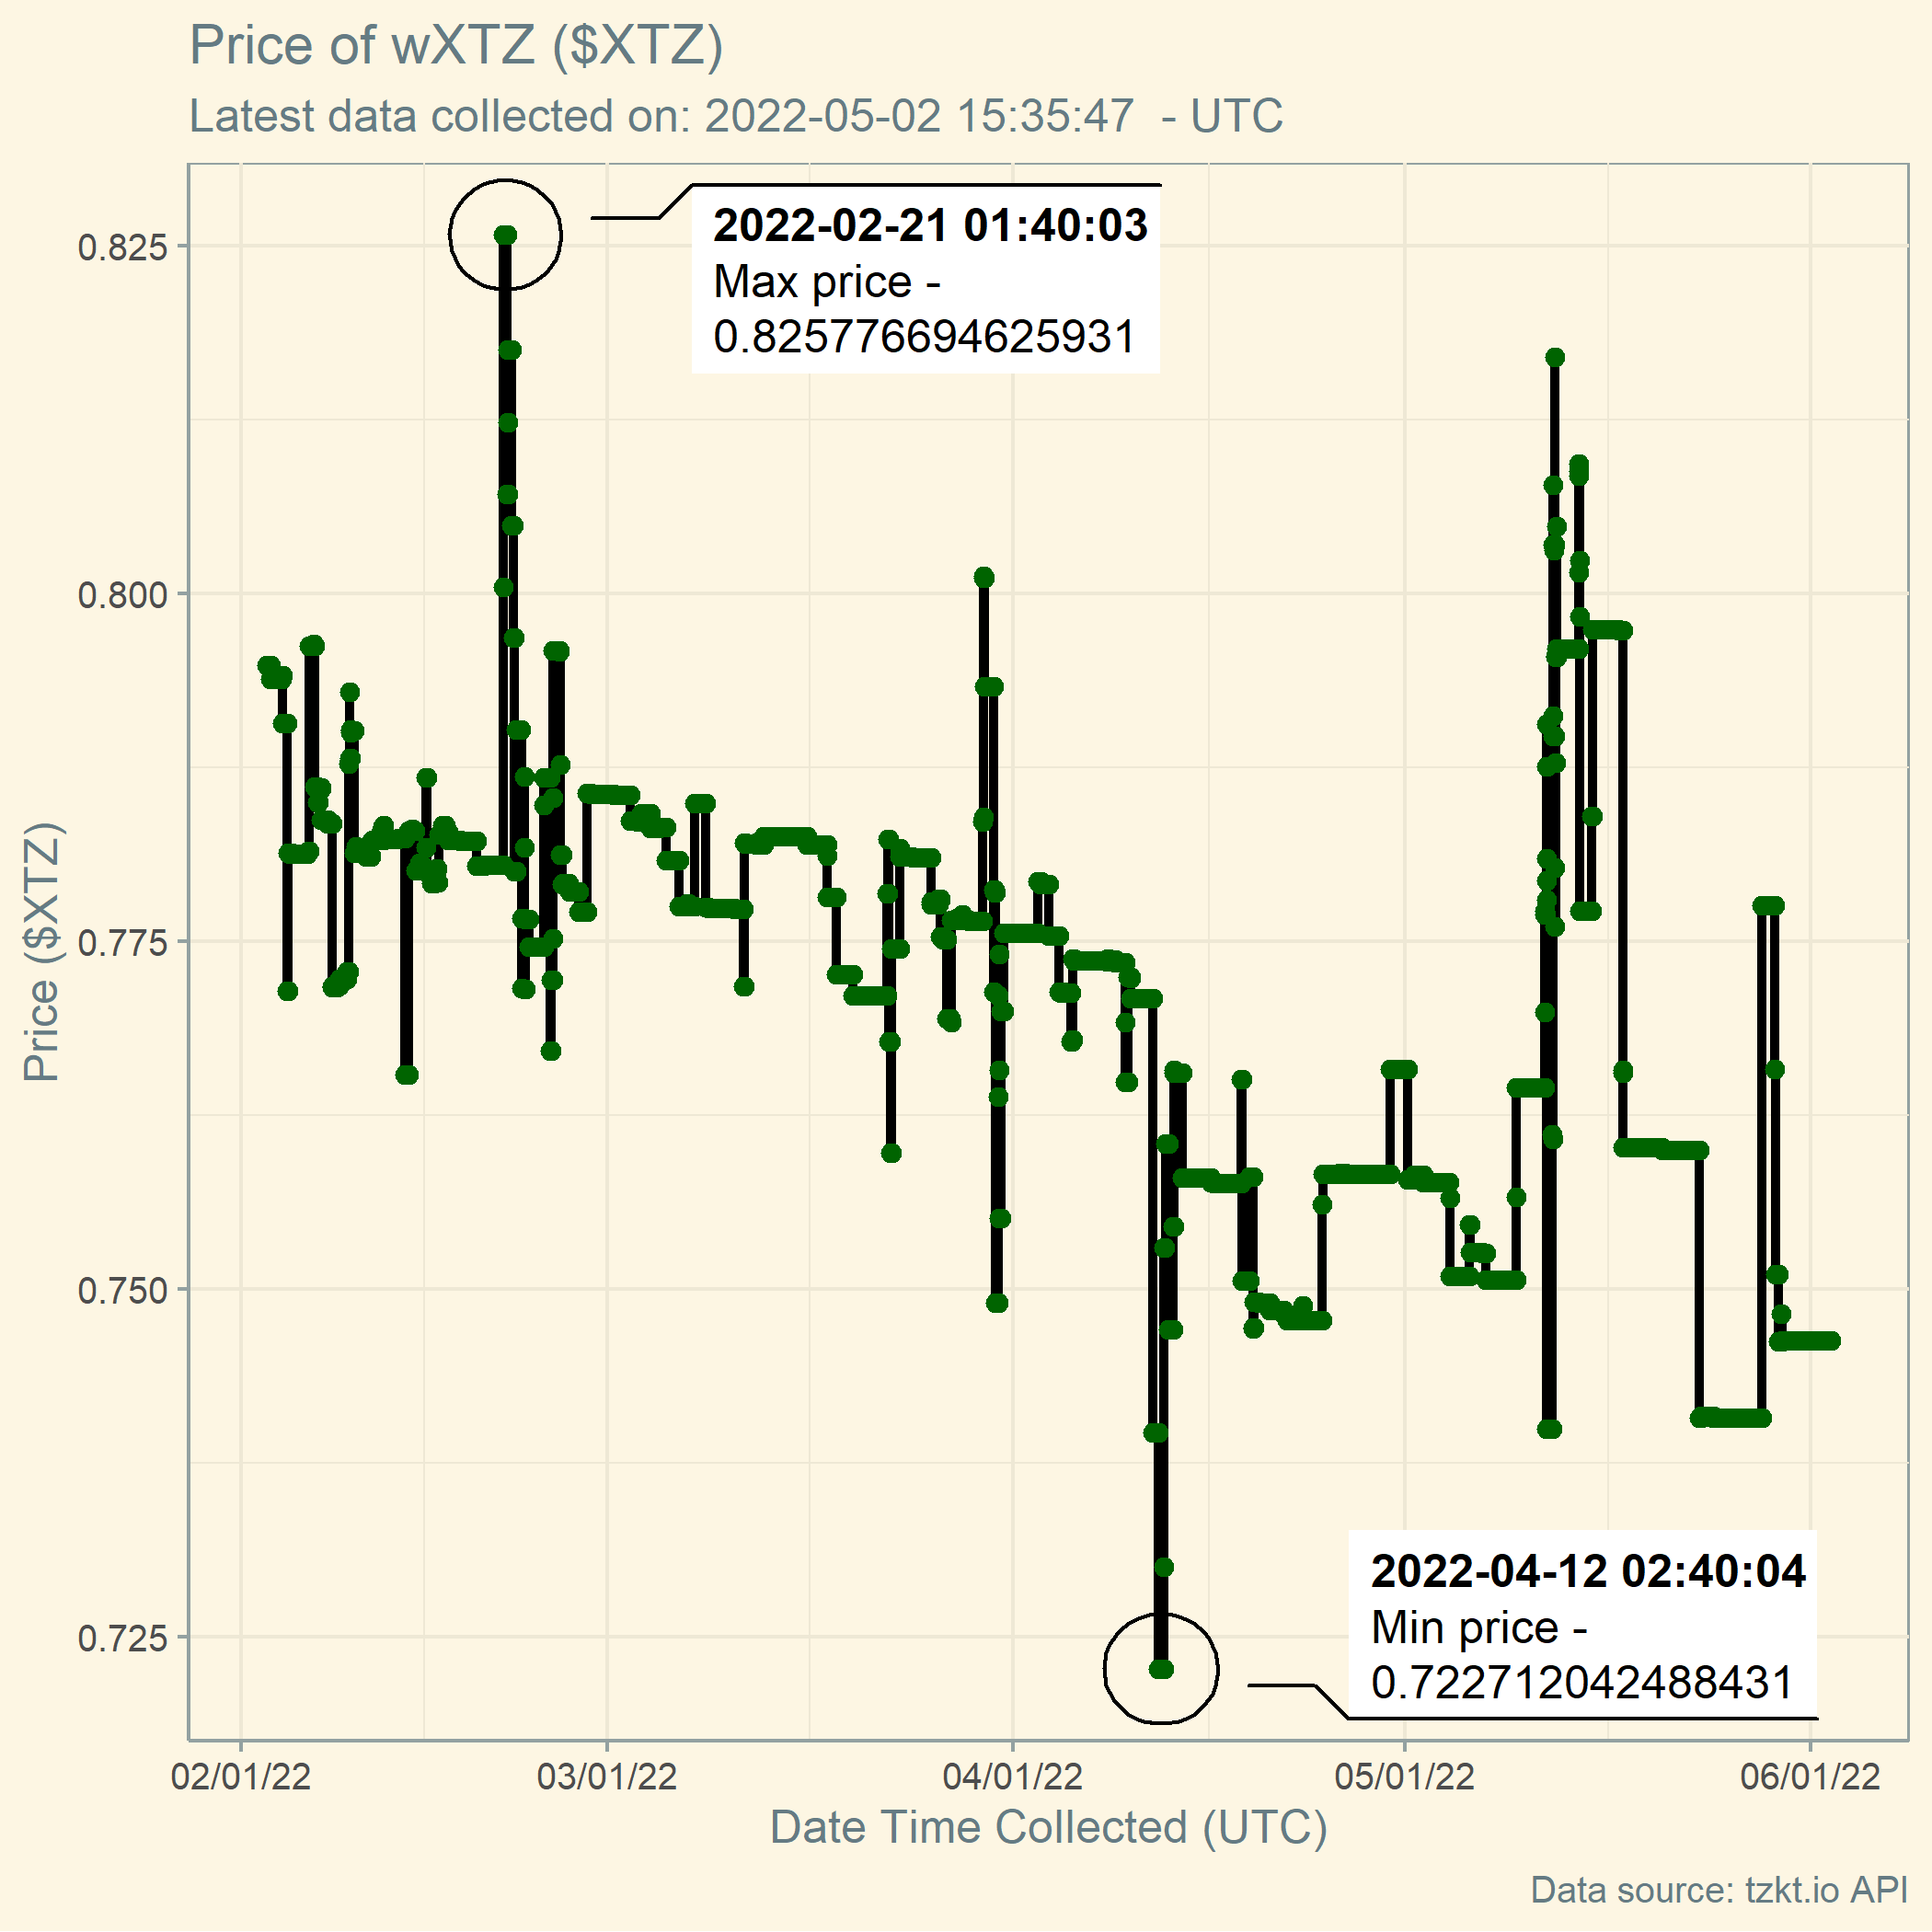 Price of wXTZ ($XTZ)
Latest data collected on: 2022-05-02 15:35:47  - UTC
2022-02-21 01:40:03
Max price -
0.825776694625931
0.825
0.800
0.775
0.750
0.725
Price ($XTZ)
2022-04-12 02:40:04
Min price -
0.722712042488431
02/01/22
03/01/22
04/01/22
05/01/22
06/01/22
Date Time Collected (UTC)
Data source: tzkt.io API